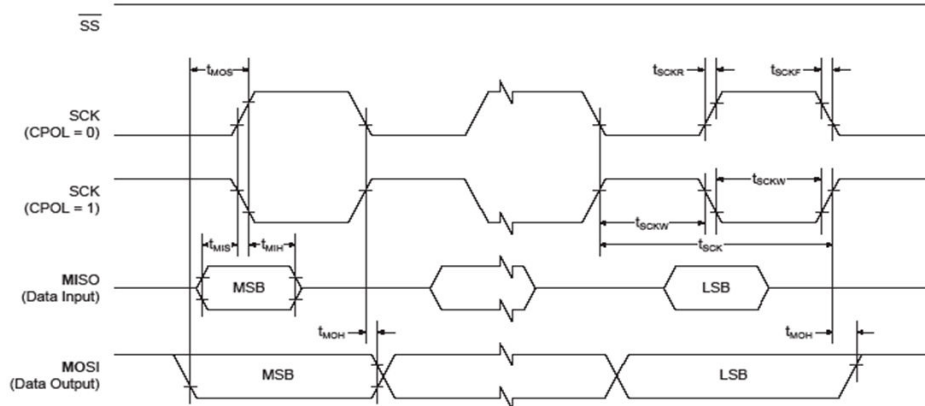 SS
tMOS
tSCKR
tSCKF
SCK
(CPOL = 0)
SCK
(CPOL = 1)
tSCKW
tSCKW
tSCK
tMIS
tMIH
MISO
(Data Input)
MSB
LSB
tMOH
tMOH
MOSI
(Data Output)
MSB
LSB